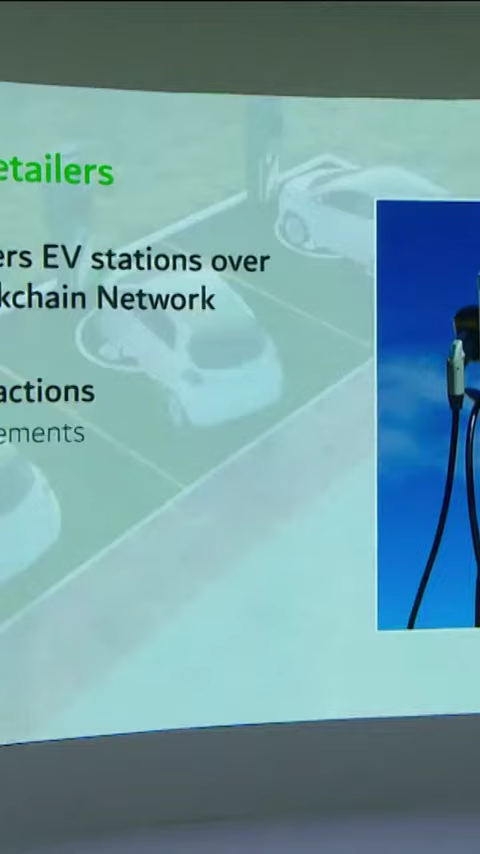 etailers
ers EV stations over
kchain Network
actions
ements